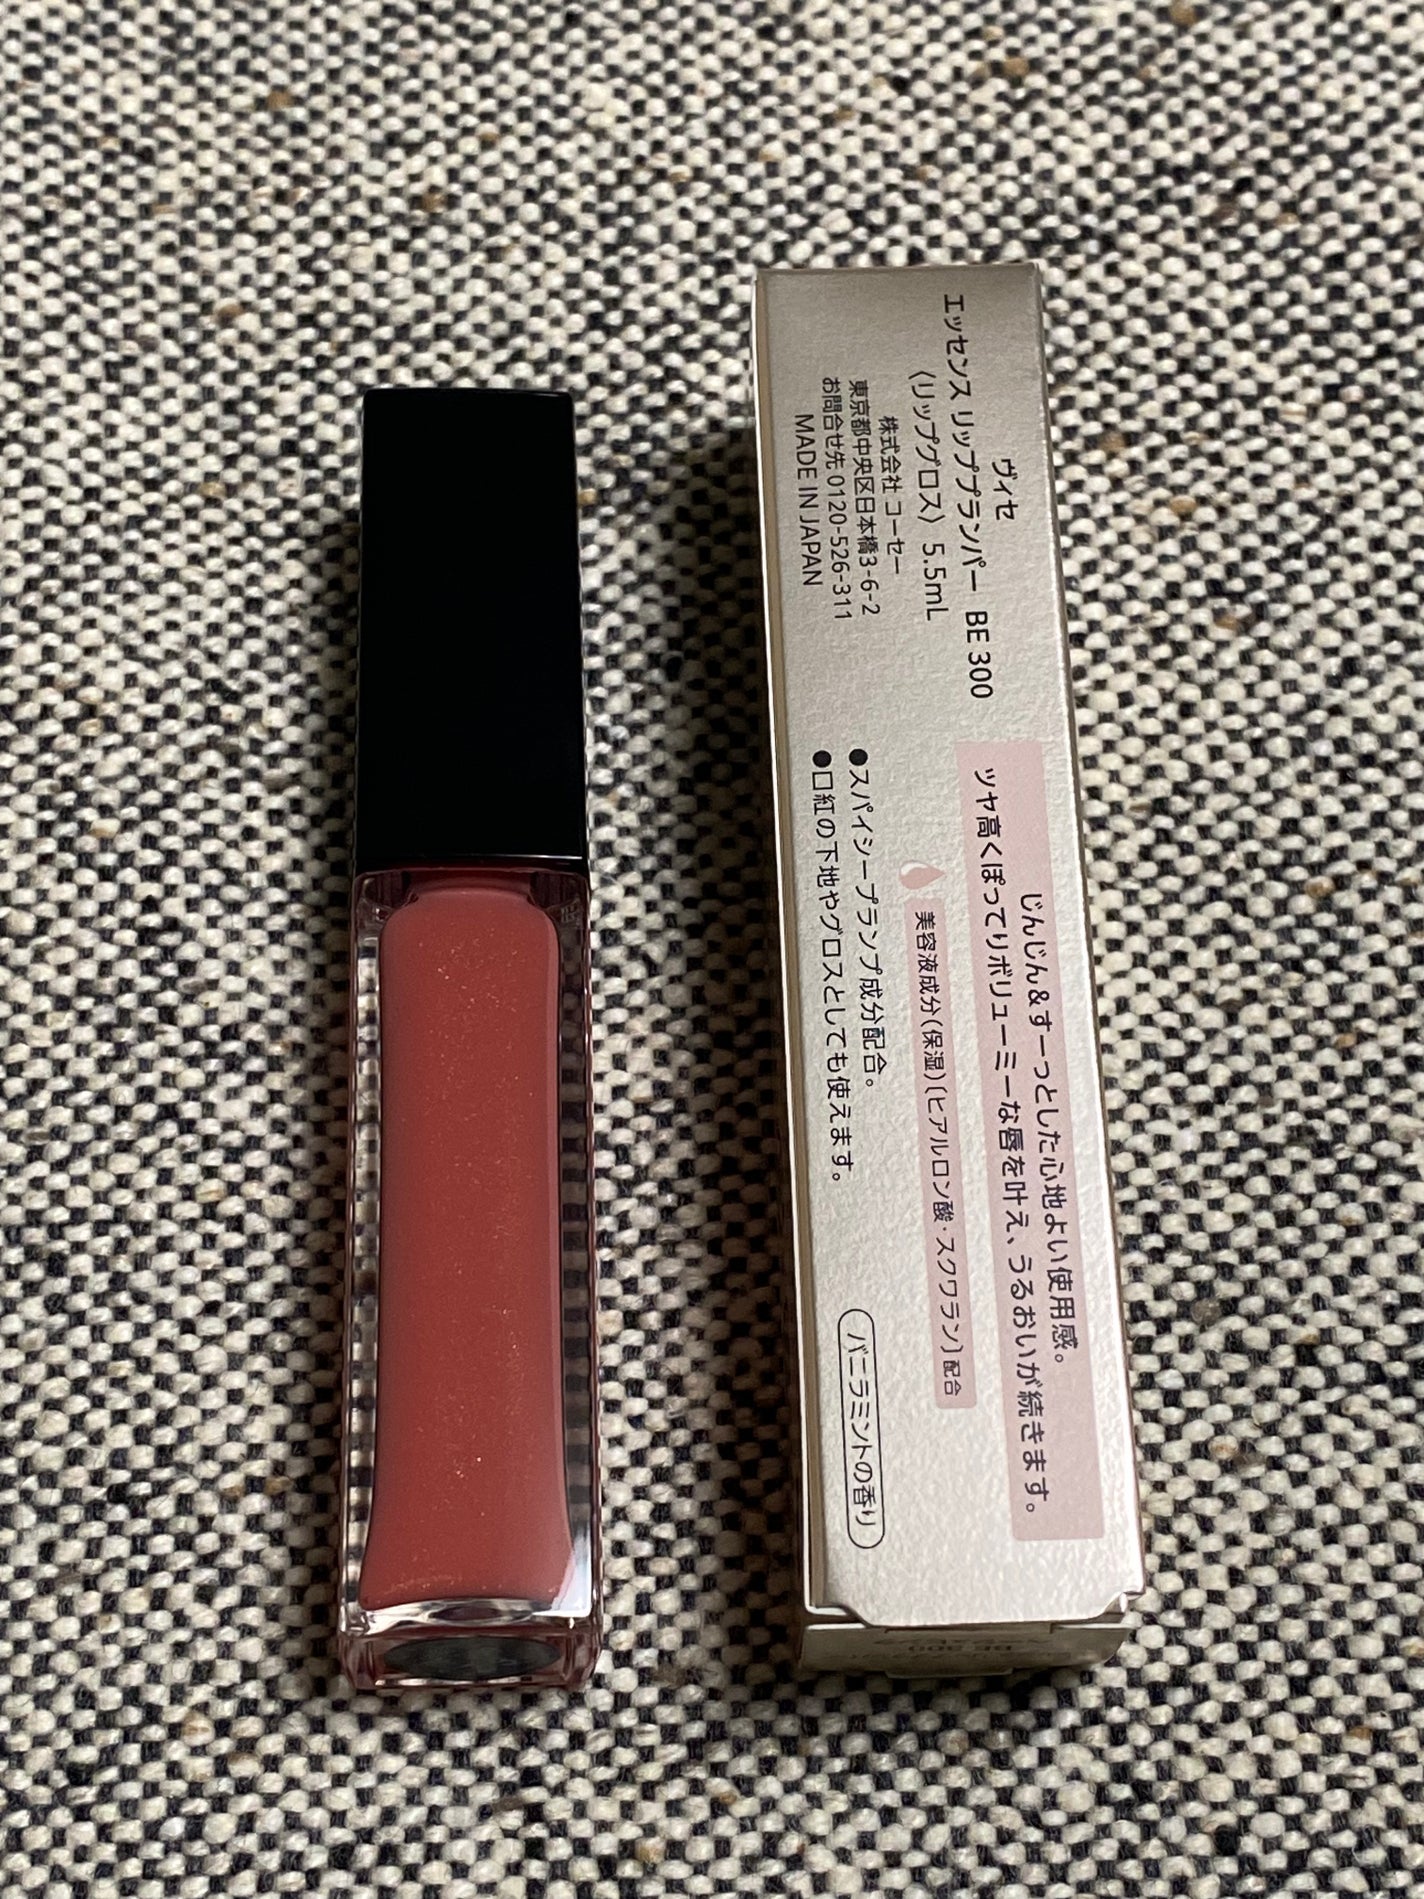 ヴィセ
エッセンス リッププランパー BE 300
〈リップグロス〉 5.5mL
株式会社 コーセー
東京都中央区日本橋3-6-2
お問合せ先 0120-526-311
MADE IN JAPAN
じんじん&すーっとした心地よい使用感。
ツヤ高くぽってりボリューミーな唇を叶え、うるおいが続きます。
美容液成分(保湿)〔ヒアルロン酸・スクワラン〕配合
●スパイシープランプ成分配合。
●口紅の下地やグロスとしても使えます。
バニラミントの香り
BE 300